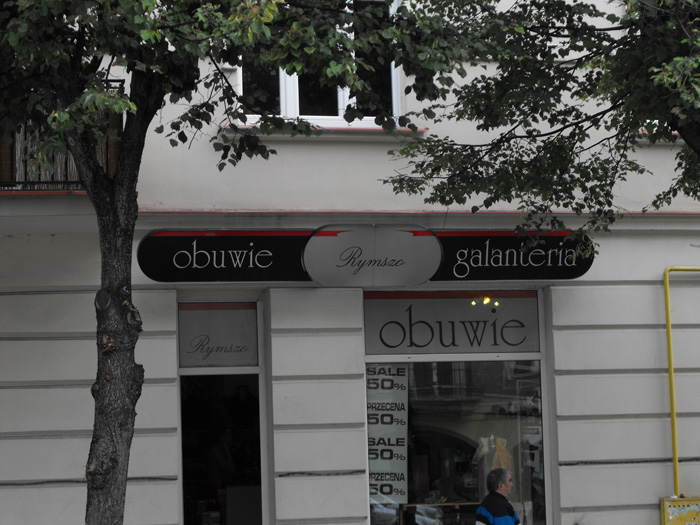 obuwie Rymszo galanteria
Rymszo
obuwie
SALE
50%
PRZECENA
50%
SALE
50%
PRZECENA
50%